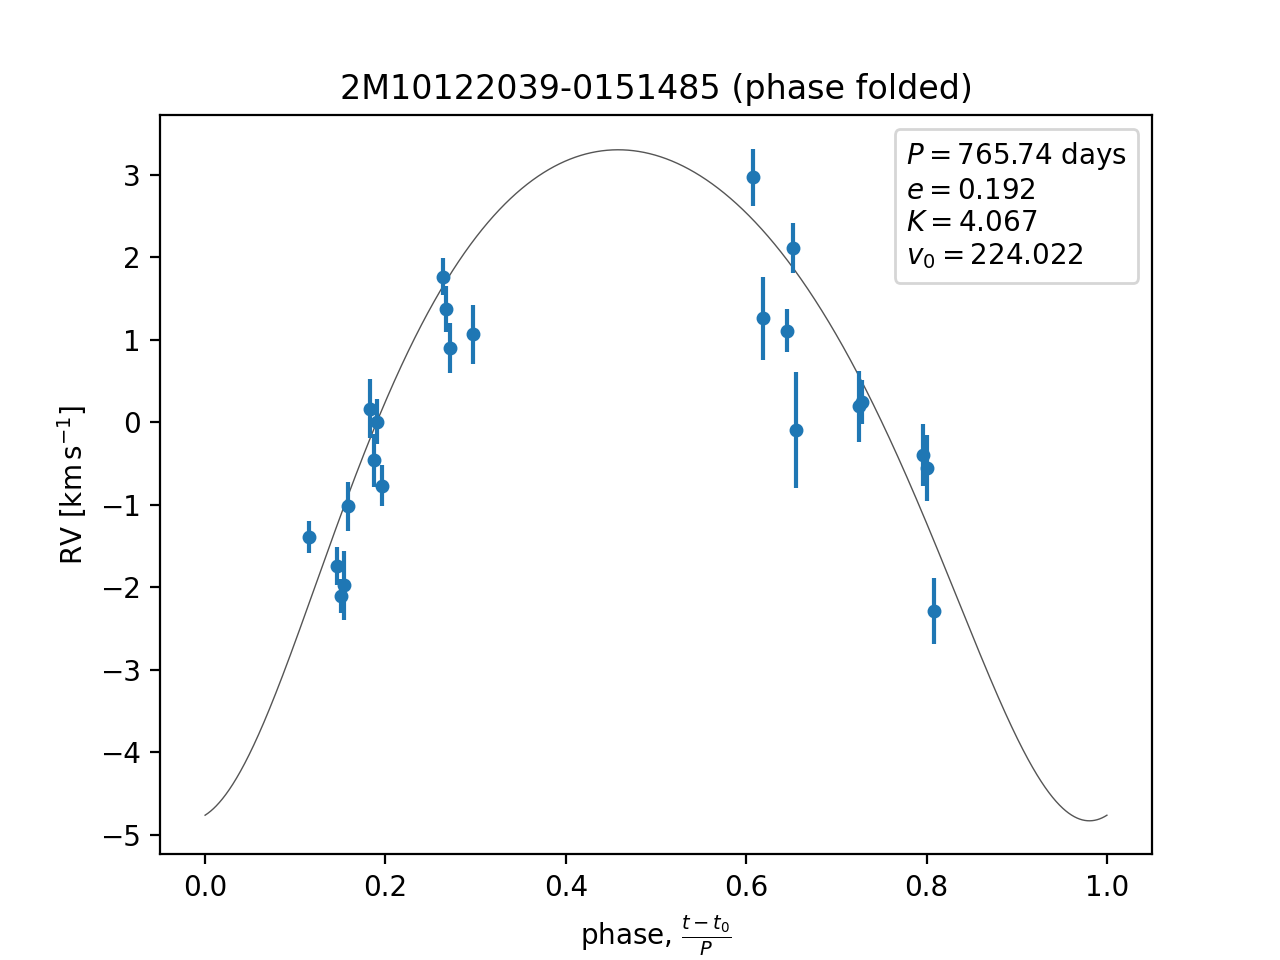 2M10122039-0151485 (phase folded)
P = 765.74 days
e = 0.192
K = 4.067
v₀ = 224.022
3
2
1
0
−1
−2
−3
−4
−5
RV [km s⁻¹]
0.0 0.2 0.4 0.6 0.8 1.0
phase, (t − t₀)/P